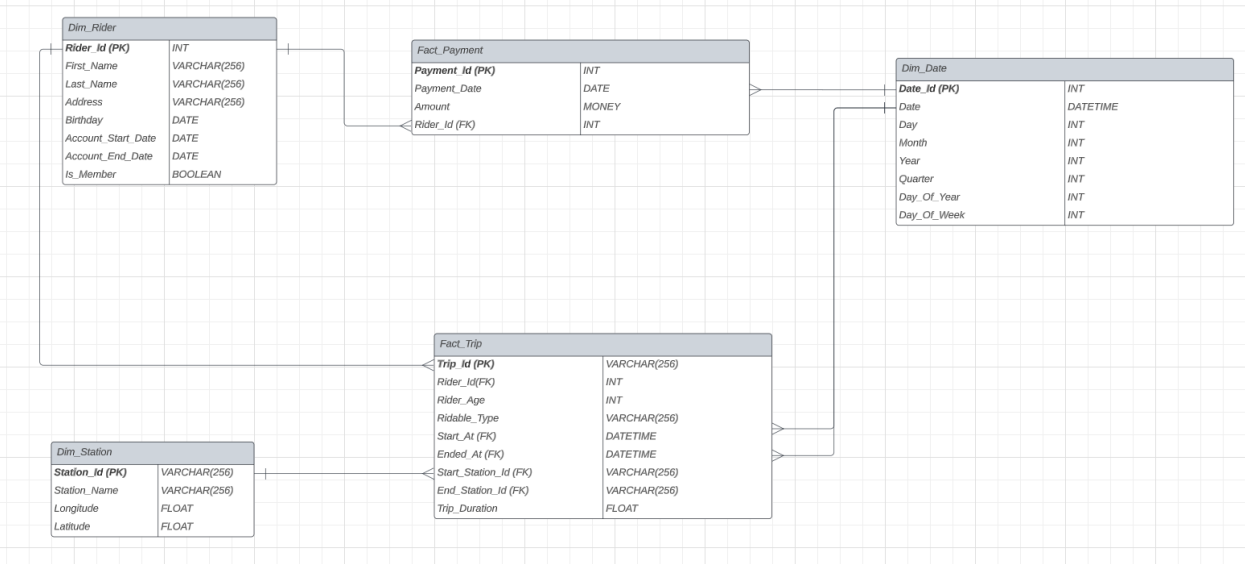 Dim_Rider
Rider_Id (PK) INT
First_Name VARCHAR(256)
Last_Name VARCHAR(256)
Address VARCHAR(256)
Birthday DATE
Account_Start_Date DATE
Account_End_Date DATE
Is_Member BOOLEAN
Fact_Payment
Payment_Id (PK) INT
Payment_Date DATE
Amount MONEY
Rider_Id (FK) INT
Dim_Date
Date_Id (PK) INT
Date DATETIME
Day INT
Month INT
Year INT
Quarter INT
Day_Of_Year INT
Day_Of_Week INT
Fact_Trip
Trip_Id (PK) VARCHAR(256)
Rider_Id(FK) INT
Rider_Age INT
Ridable_Type VARCHAR(256)
Start_At (FK) DATETIME
Ended_At (FK) DATETIME
Start_Station_Id (FK) VARCHAR(256)
End_Station_Id (FK) VARCHAR(256)
Trip_Duration FLOAT
Dim_Station
Station_Id (PK) VARCHAR(256)
Station_Name VARCHAR(256)
Longitude FLOAT
Latitude FLOAT